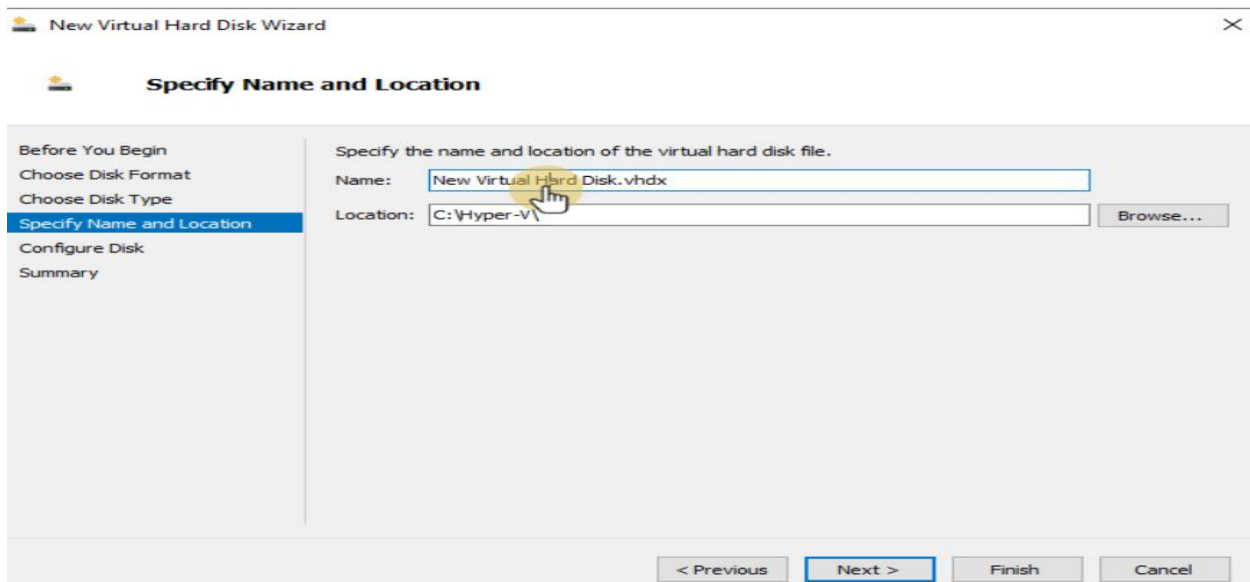 New Virtual Hard Disk Wizard
Specify Name and Location
Before You Begin
Choose Disk Format
Choose Disk Type
Specify Name and Location
Configure Disk
Summary
Specify the name and location of the virtual hard disk file.
Name: New Virtual Hard Disk.vhdx
Location: C:\Hyper-V\ Browse...
< Previous Next > Finish Cancel